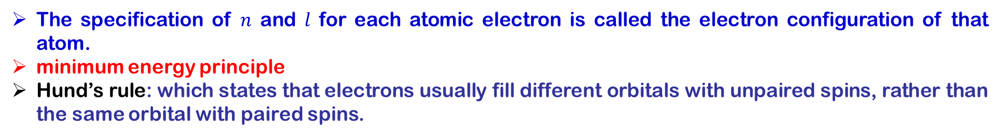 ➢ The specification of n and l for each atomic electron is called the electron configuration of that
atom.
➢ minimum energy principle
➢ Hund’s rule: which states that electrons usually fill different orbitals with unpaired spins, rather than
the same orbital with paired spins.